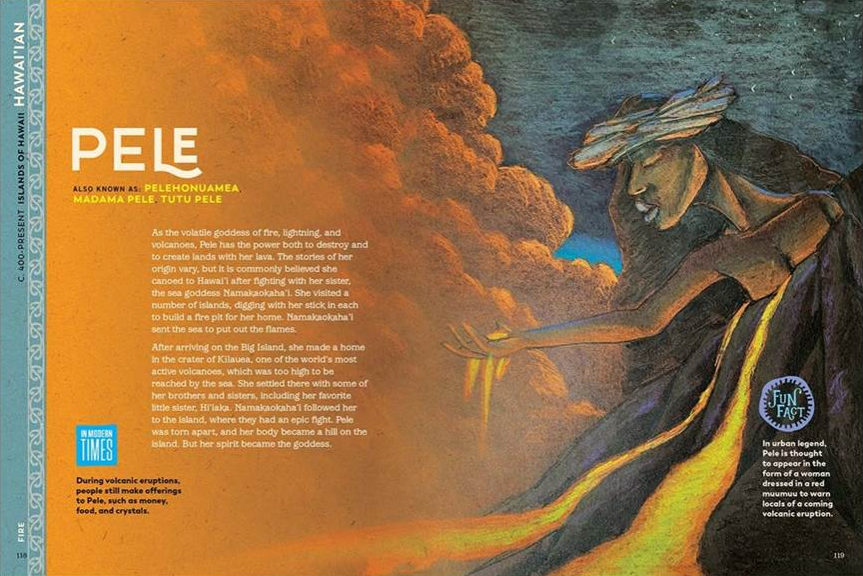 HAWAI'IAN
C. 400-PRESENT ISLANDS OF HAWAII
FIRE
118
PELE
ALSO KNOWN AS: PELEHONUAMEA,
MADAMA PELE, TUTU PELE
As the volatile goddess of fire, lightning, and
volcanoes, Pele has the power both to destroy and
to create lands with her lava. The stories of her
origin vary, but it is commonly believed she
canoed to Hawai'i after fighting with her sister,
the sea goddess Namakaokaha'i. She visited a
number of islands, digging with her stick in each
to build a fire pit for her home. Namakaokaha'i
sent the sea to put out the flames.
After arriving on the Big Island, she made a home
in the crater of Kīlauea, one of the world's most
active volcanoes, which was too high to be
reached by the sea. She settled there with some of
her brothers and sisters, including her favorite
little sister, Hi'iaka. Namakaokaha'i followed her
to the island, where they had an epic fight. Pele
was torn apart, and her body became a hill on the
island. But her spirit became the goddess.
IN MODERN
TIMES
During volcanic eruptions,
people still make offerings
to Pele, such as money,
food, and crystals.
FUN
FACT
In urban legend,
Pele is thought
to appear in the
form of a woman
dressed in a red
muumuu to warn
locals of a coming
volcanic eruption.
119